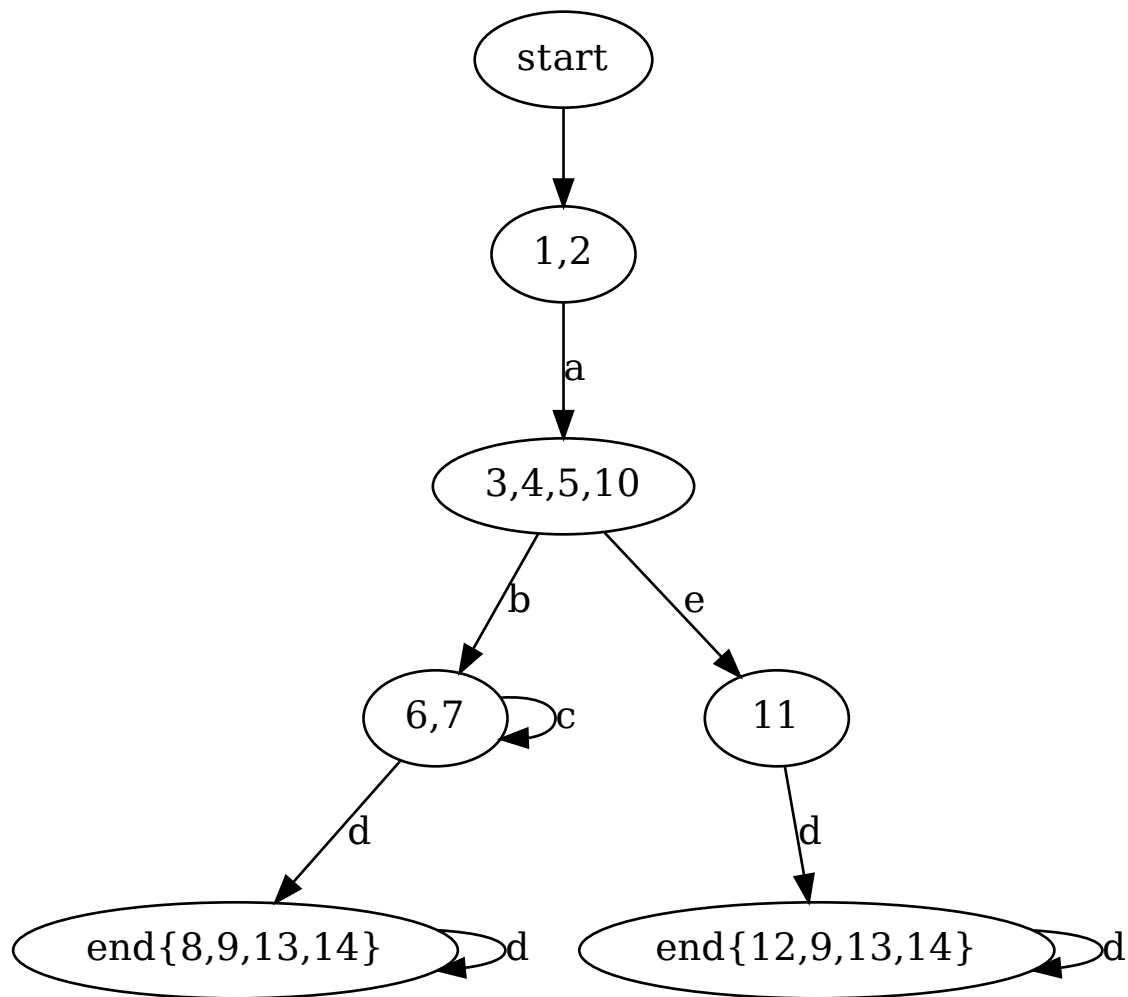 start
1,2
a
3,4,5,10
b
e
6,7
c
11
d
d
end{8,9,13,14}
d
end{12,9,13,14}
d